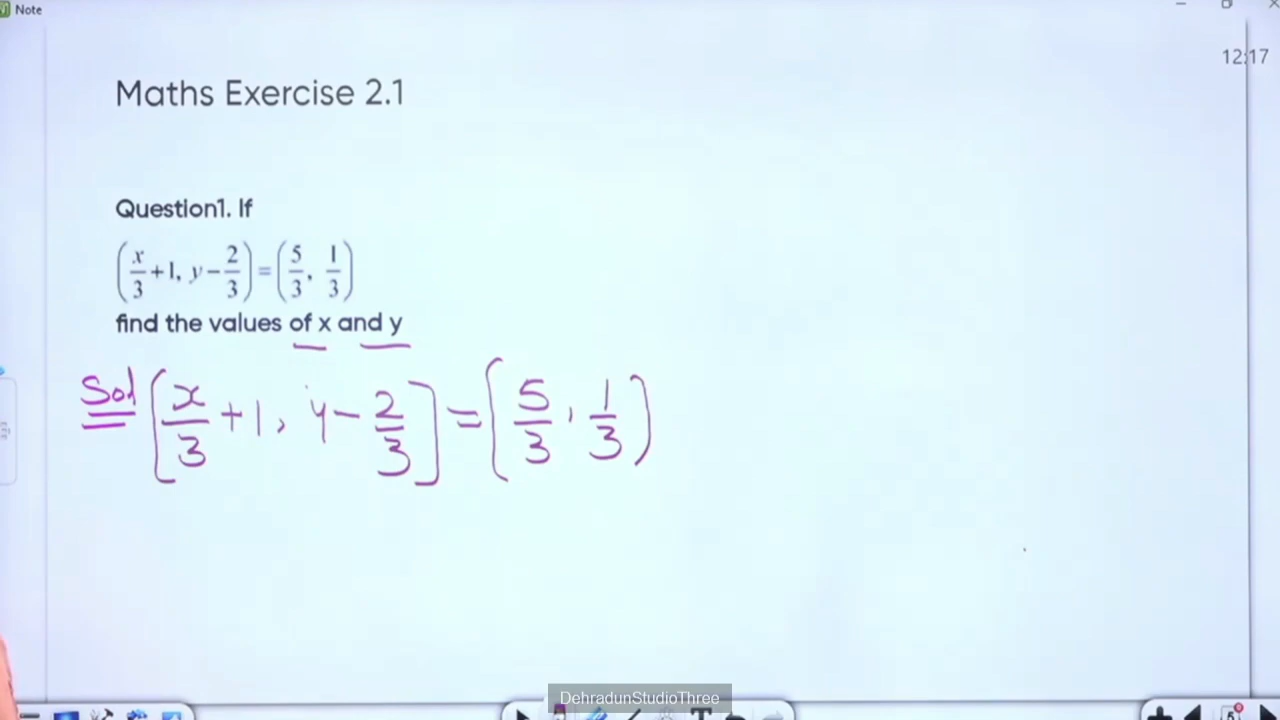 Note
12:17
Maths Exercise 2.1
Question1. If
(x/3+1, y−2/3)=(5/3, 1/3)
find the values of x and y
Sol [x/3+1, y−2/3]=(5/3, 1/3)
DehradunStudioThree